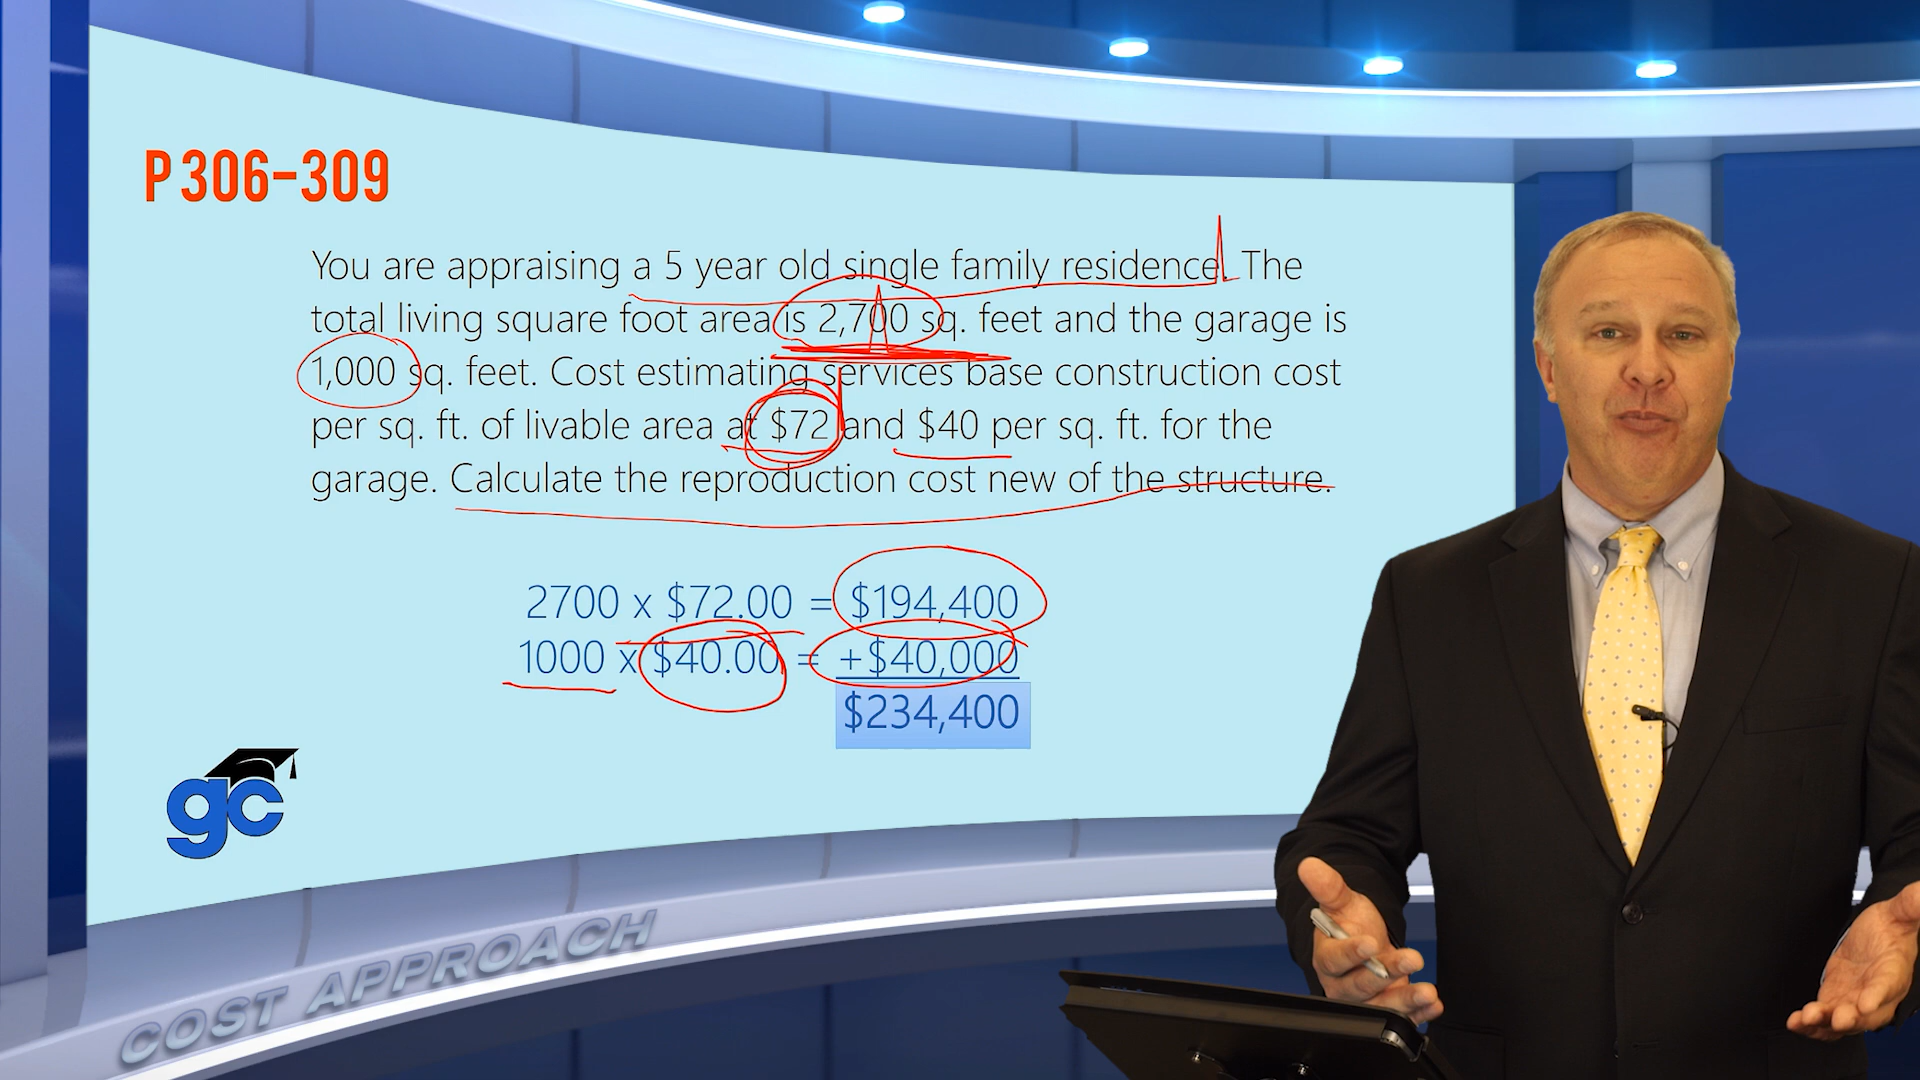 P 306-309
You are appraising a 5 year old single family residence. The
total living square foot area is 2,700 sq. feet and the garage is
1,000 sq. feet. Cost estimating services base construction cost
per sq. ft. of livable area at $72 and $40 per sq. ft. for the
garage. Calculate the reproduction cost new of the structure.
2700 x $72.00 = $194,400
1000 x $40.00 = +$40,000
$234,400
gc
COST APPROACH